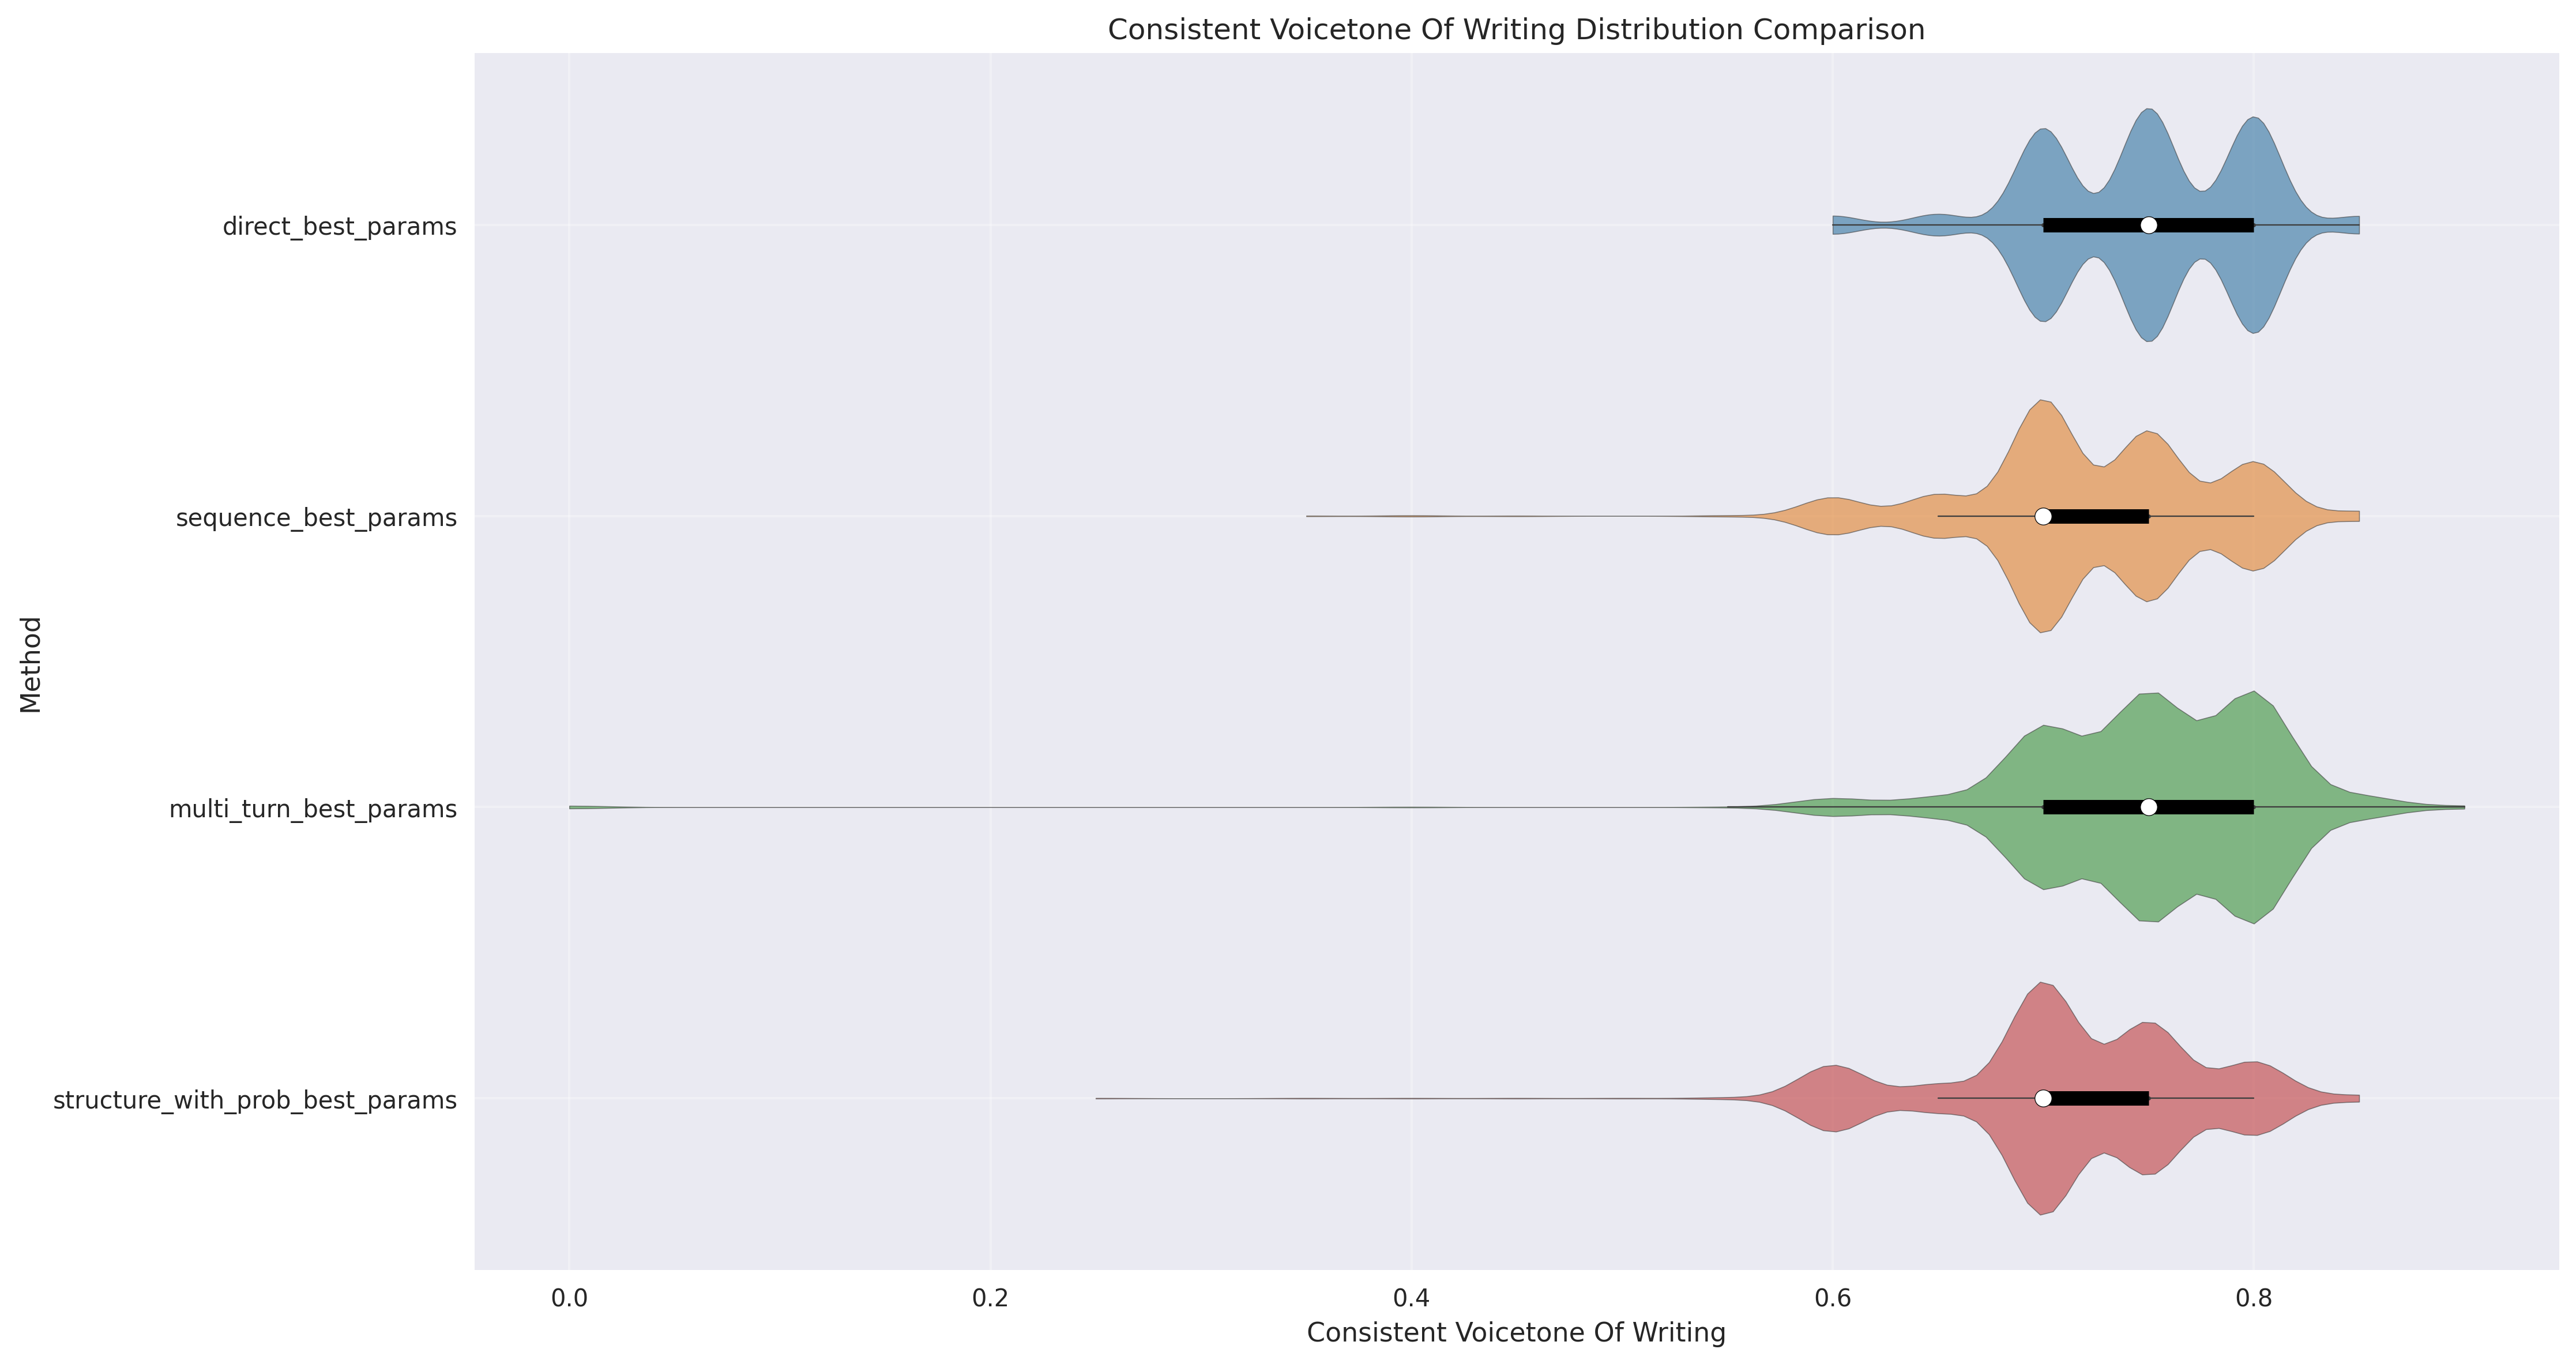 Consistent Voicetone Of Writing Distribution Comparison
Method
direct_best_params
sequence_best_params
multi_turn_best_params
structure_with_prob_best_params
0.0
0.2
0.4
0.6
0.8
Consistent Voicetone Of Writing